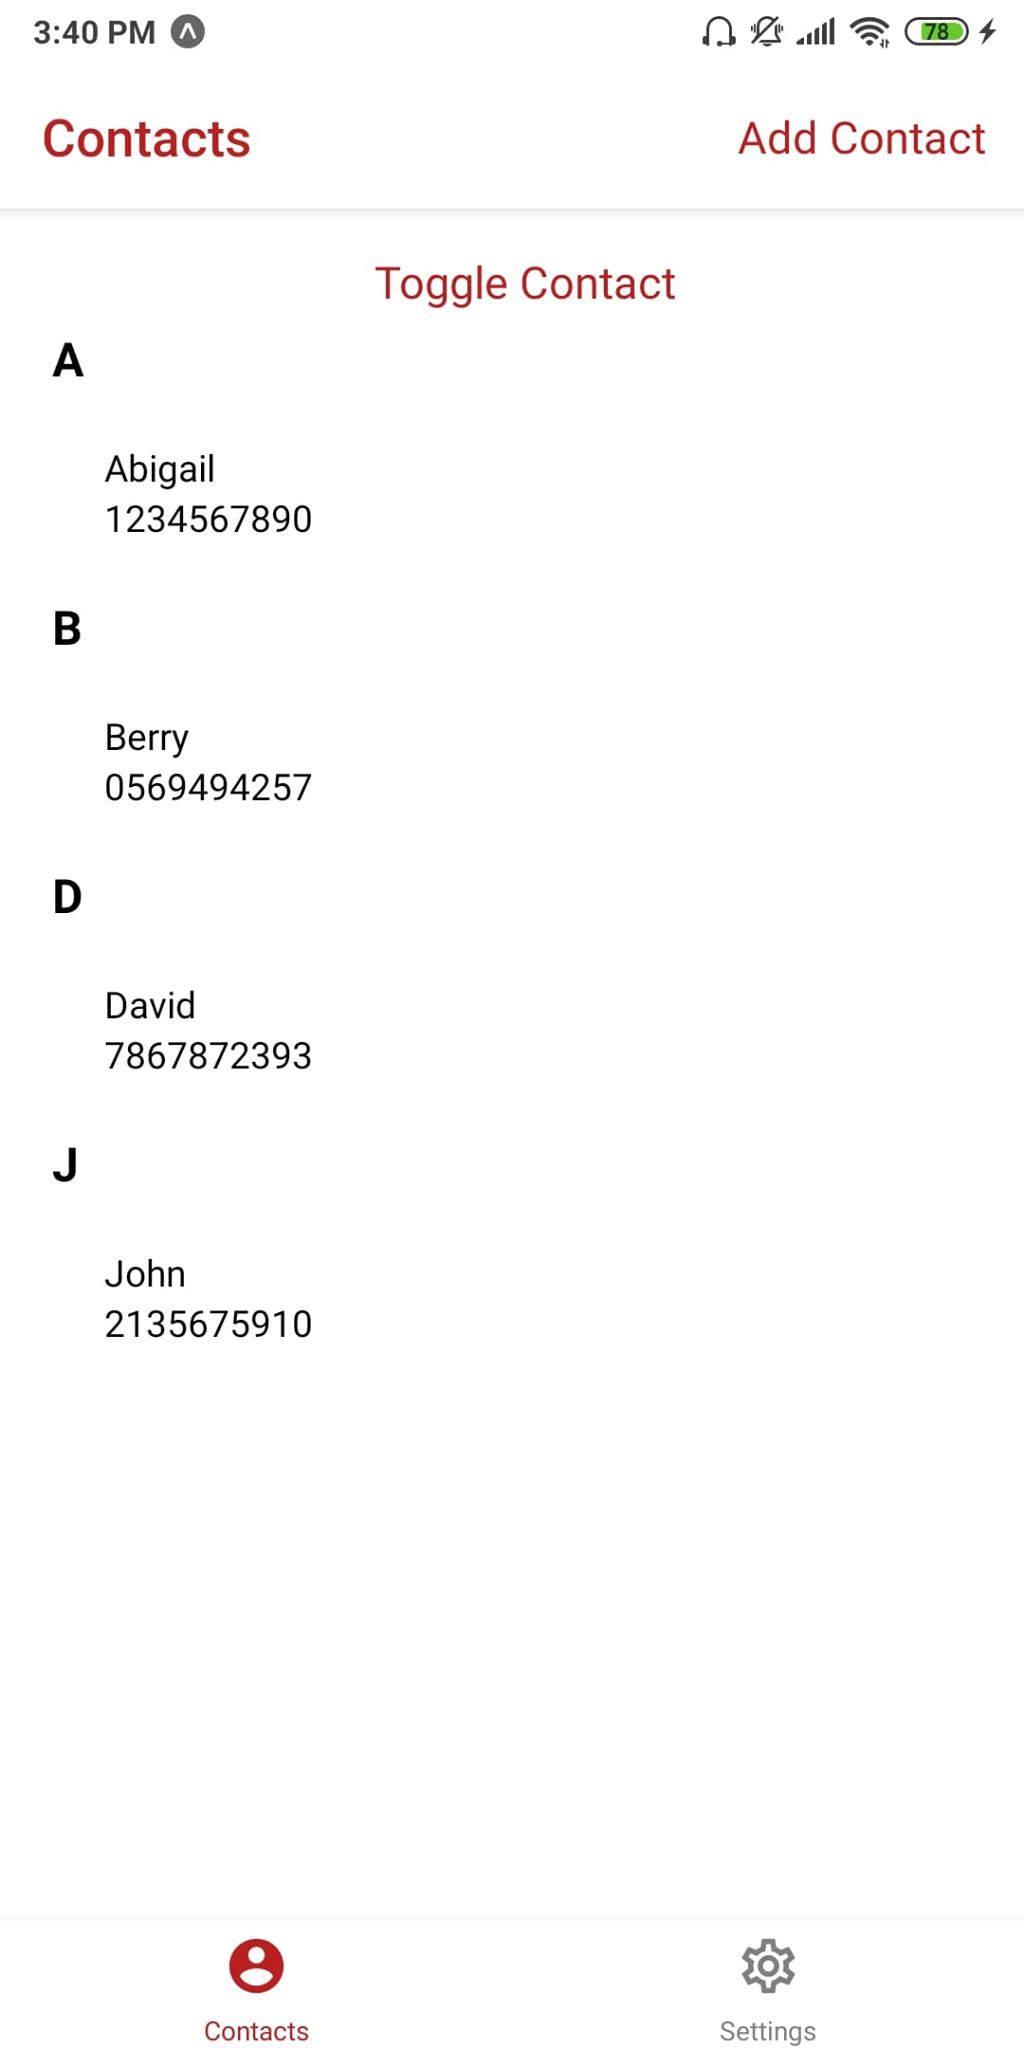 3:40 PM
78
Contacts
Add Contact
Toggle Contact
A
Abigail
1234567890
B
Berry
0569494257
D
David
7867872393
J
John
2135675910
Contacts
Settings